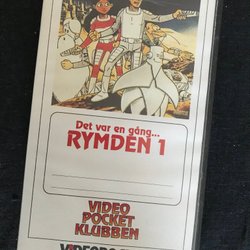 Det var en gång...
RYMDEN 1
VIDEO
POCKET
KLUBBEN